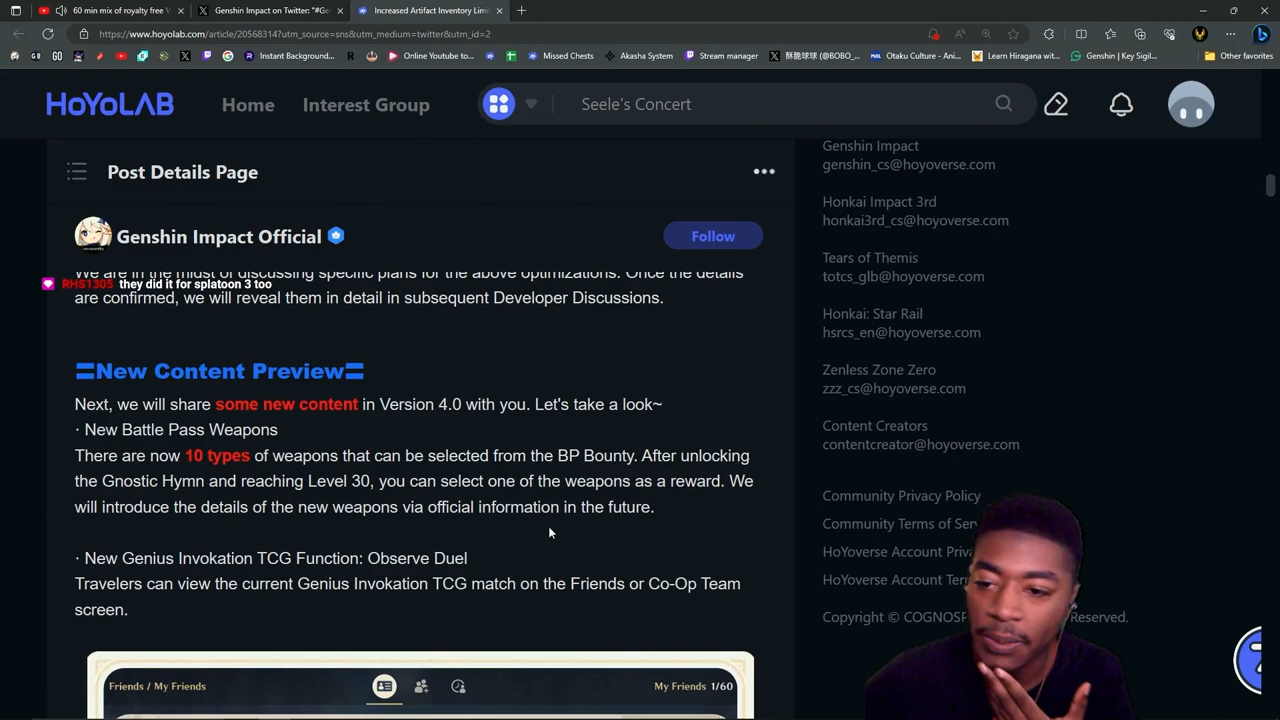 60 min mix of royalty free
Genshin Impact on Twitter: "#Ge
Increased Artifact Inventory Limi
https://www.hoyolab.com/article/20568314?utm_source=sns&utm_medium=twitter&utm_id=2
Instant Background...
Online Youtube to...
Missed Chests
Akashа System
Stream manager
酥脆球球 (@BOBO_...
Otaku Culture - Ani...
Learn Hiragana wi...
Genshin | Key Sigil...
Other favorites
HoYoLAB
Home
Interest Group
Seele's Concert
Post Details Page
Genshin Impact Official
Follow
We are in the midst of discussing specific plans for the above optimizations. Once the details
RHS1305 they did it for splatoon 3 too
are confirmed, we will reveal them in detail in subsequent Developer Discussions.
〓New Content Preview〓
Next, we will share some new content in Version 4.0 with you. Let's take a look~
· New Battle Pass Weapons
There are now 10 types of weapons that can be selected from the BP Bounty. After unlocking
the Gnostic Hymn and reaching Level 30, you can select one of the weapons as a reward. We
will introduce the details of the new weapons via official information in the future.
· New Genius Invokation TCG Function: Observe Duel
Travelers can view the current Genius Invokation TCG match on the Friends or Co-Op Team
screen.
Friends / My Friends
My Friends 1/60
Genshin Impact
genshin_cs@hoyoverse.com
Honkai Impact 3rd
honkai3rd_cs@hoyoverse.com
Tears of Themis
totcs_glb@hoyoverse.com
Honkai: Star Rail
hsrcs_en@hoyoverse.com
Zenless Zone Zero
zzz_cs@hoyoverse.com
Content Creators
contentcreator@hoyoverse.com
Community Privacy Policy
Community Terms of Ser
HoYoverse Account Priv
HoYoverse Account Ter
Copyright © COGNOSP
Reserved.